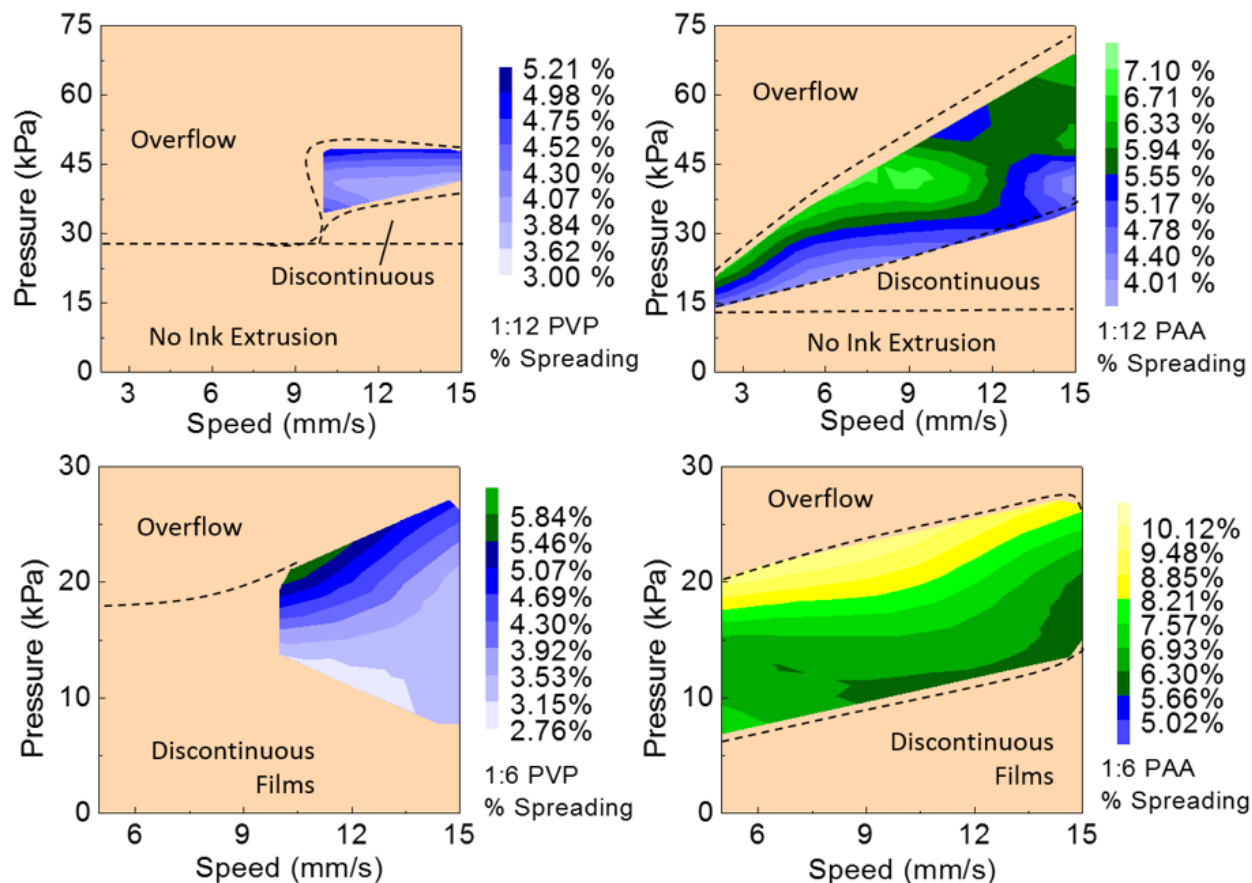 75
60
45
30
15
0
Pressure (kPa)
Overflow
Discontinuous
No Ink Extrusion
3
6
9
12
15
Speed (mm/s)
5.21 %
4.98 %
4.75 %
4.52 %
4.30 %
4.07 %
3.84 %
3.62 %
3.00 %
1:12 PVP
% Spreading
75
60
45
30
15
0
Pressure (kPa)
Overflow
Discontinuous
No Ink Extrusion
3
6
9
12
15
Speed (mm/s)
7.10 %
6.71 %
6.33 %
5.94 %
5.55 %
5.17 %
4.78 %
4.40 %
4.01 %
1:12 PAA
% Spreading
30
20
10
0
Pressure (kPa)
Overflow
Discontinuous
Films
6
9
12
15
Speed (mm/s)
5.84%
5.46%
5.07%
4.69%
4.30%
3.92%
3.53%
3.15%
2.76%
1:6 PVP
% Spreading
30
20
10
0
Pressure (kPa)
Overflow
Discontinuous
Films
6
9
12
15
Speed (mm/s)
10.12%
9.48%
8.85%
8.21%
7.57%
6.93%
6.30%
5.66%
5.02%
1:6 PAA
% Spreading